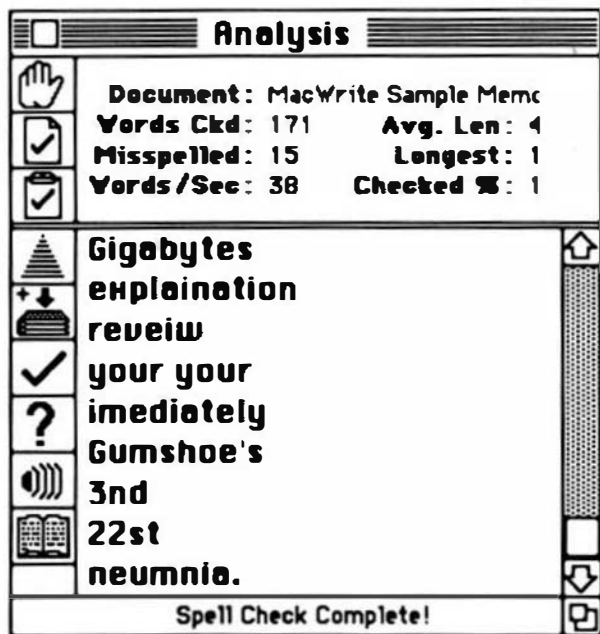 Analysis
Document: MacWrite Sample Memo
Words Ckd: 171 Avg. Len: 4
Misspelled: 15 Longest: 1
Words/Sec: 38 Checked %: 1
Gigabytes
explaination
reveiw
your your
imediately
Gumshoe's
3nd
22st
neumnia.
Spell Check Complete!